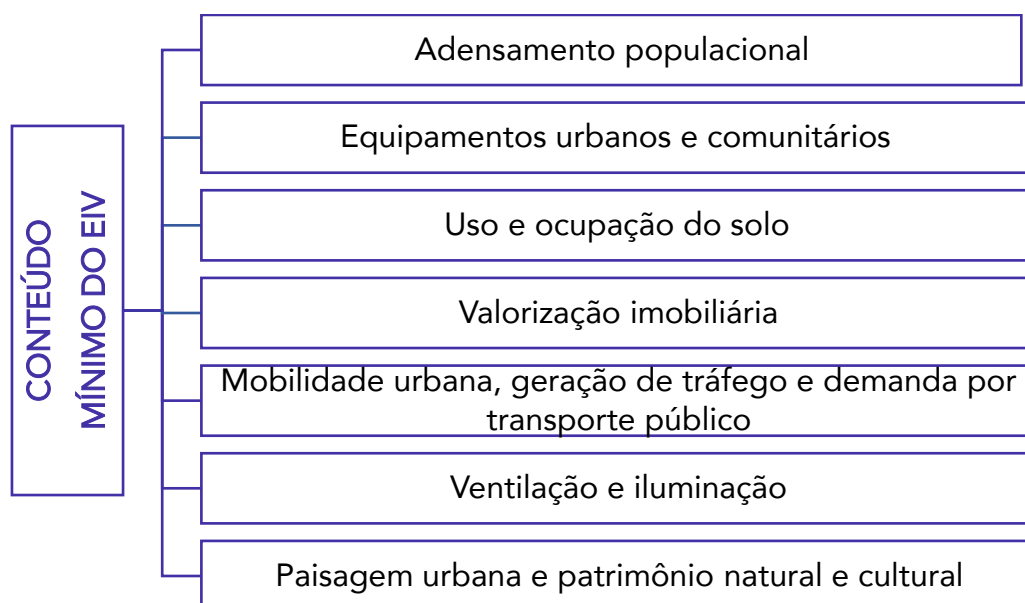 CONTEÚDO
MÍNIMO DO EIV
Adensamento populacional
Equipamentos urbanos e comunitários
Uso e ocupação do solo
Valorização imobiliária
Mobilidade urbana, geração de tráfego e demanda por
transporte público
Ventilação e iluminação
Paisagem urbana e patrimônio natural e cultural